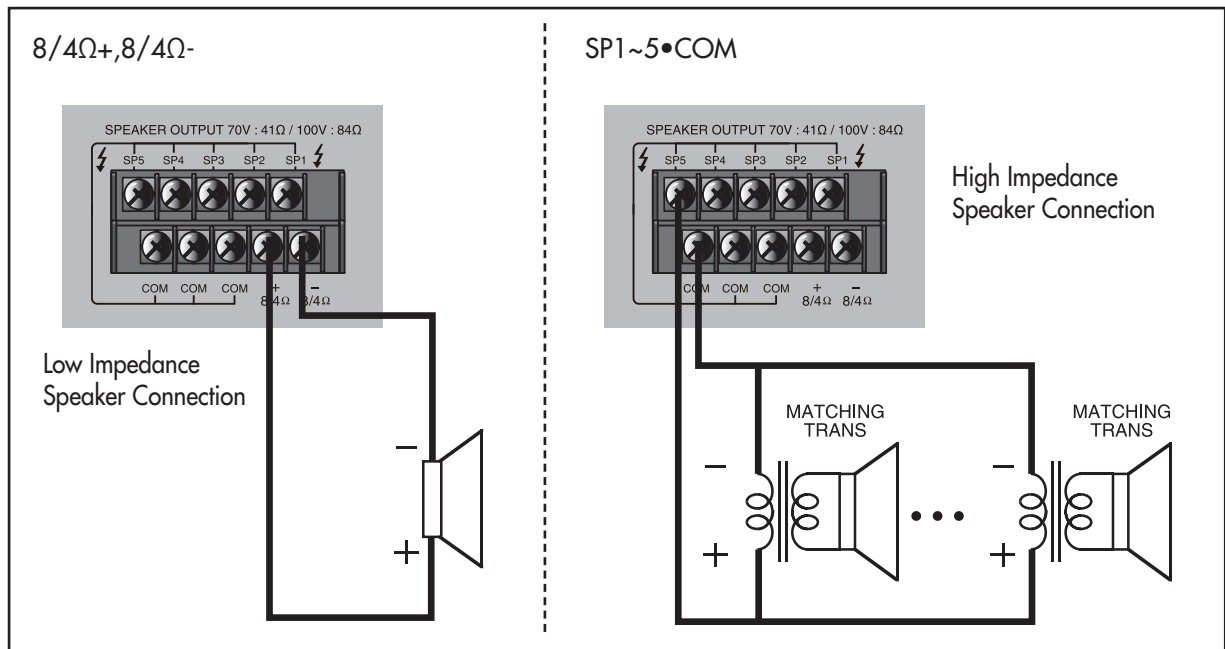 8/4Ω+,8/4Ω-
SPEAKER OUTPUT 70V : 41Ω / 100V : 84Ω
SP5 SP4 SP3 SP2 SP1
COM COM COM + −
8/4Ω 8/4Ω
Low Impedance
Speaker Connection
−
+
SP1~5•COM
SPEAKER OUTPUT 70V : 41Ω / 100V : 84Ω
SP5 SP4 SP3 SP2 SP1
COM COM COM + −
8/4Ω 8/4Ω
High Impedance
Speaker Connection
MATCHING
TRANS
MATCHING
TRANS
− −
+ +